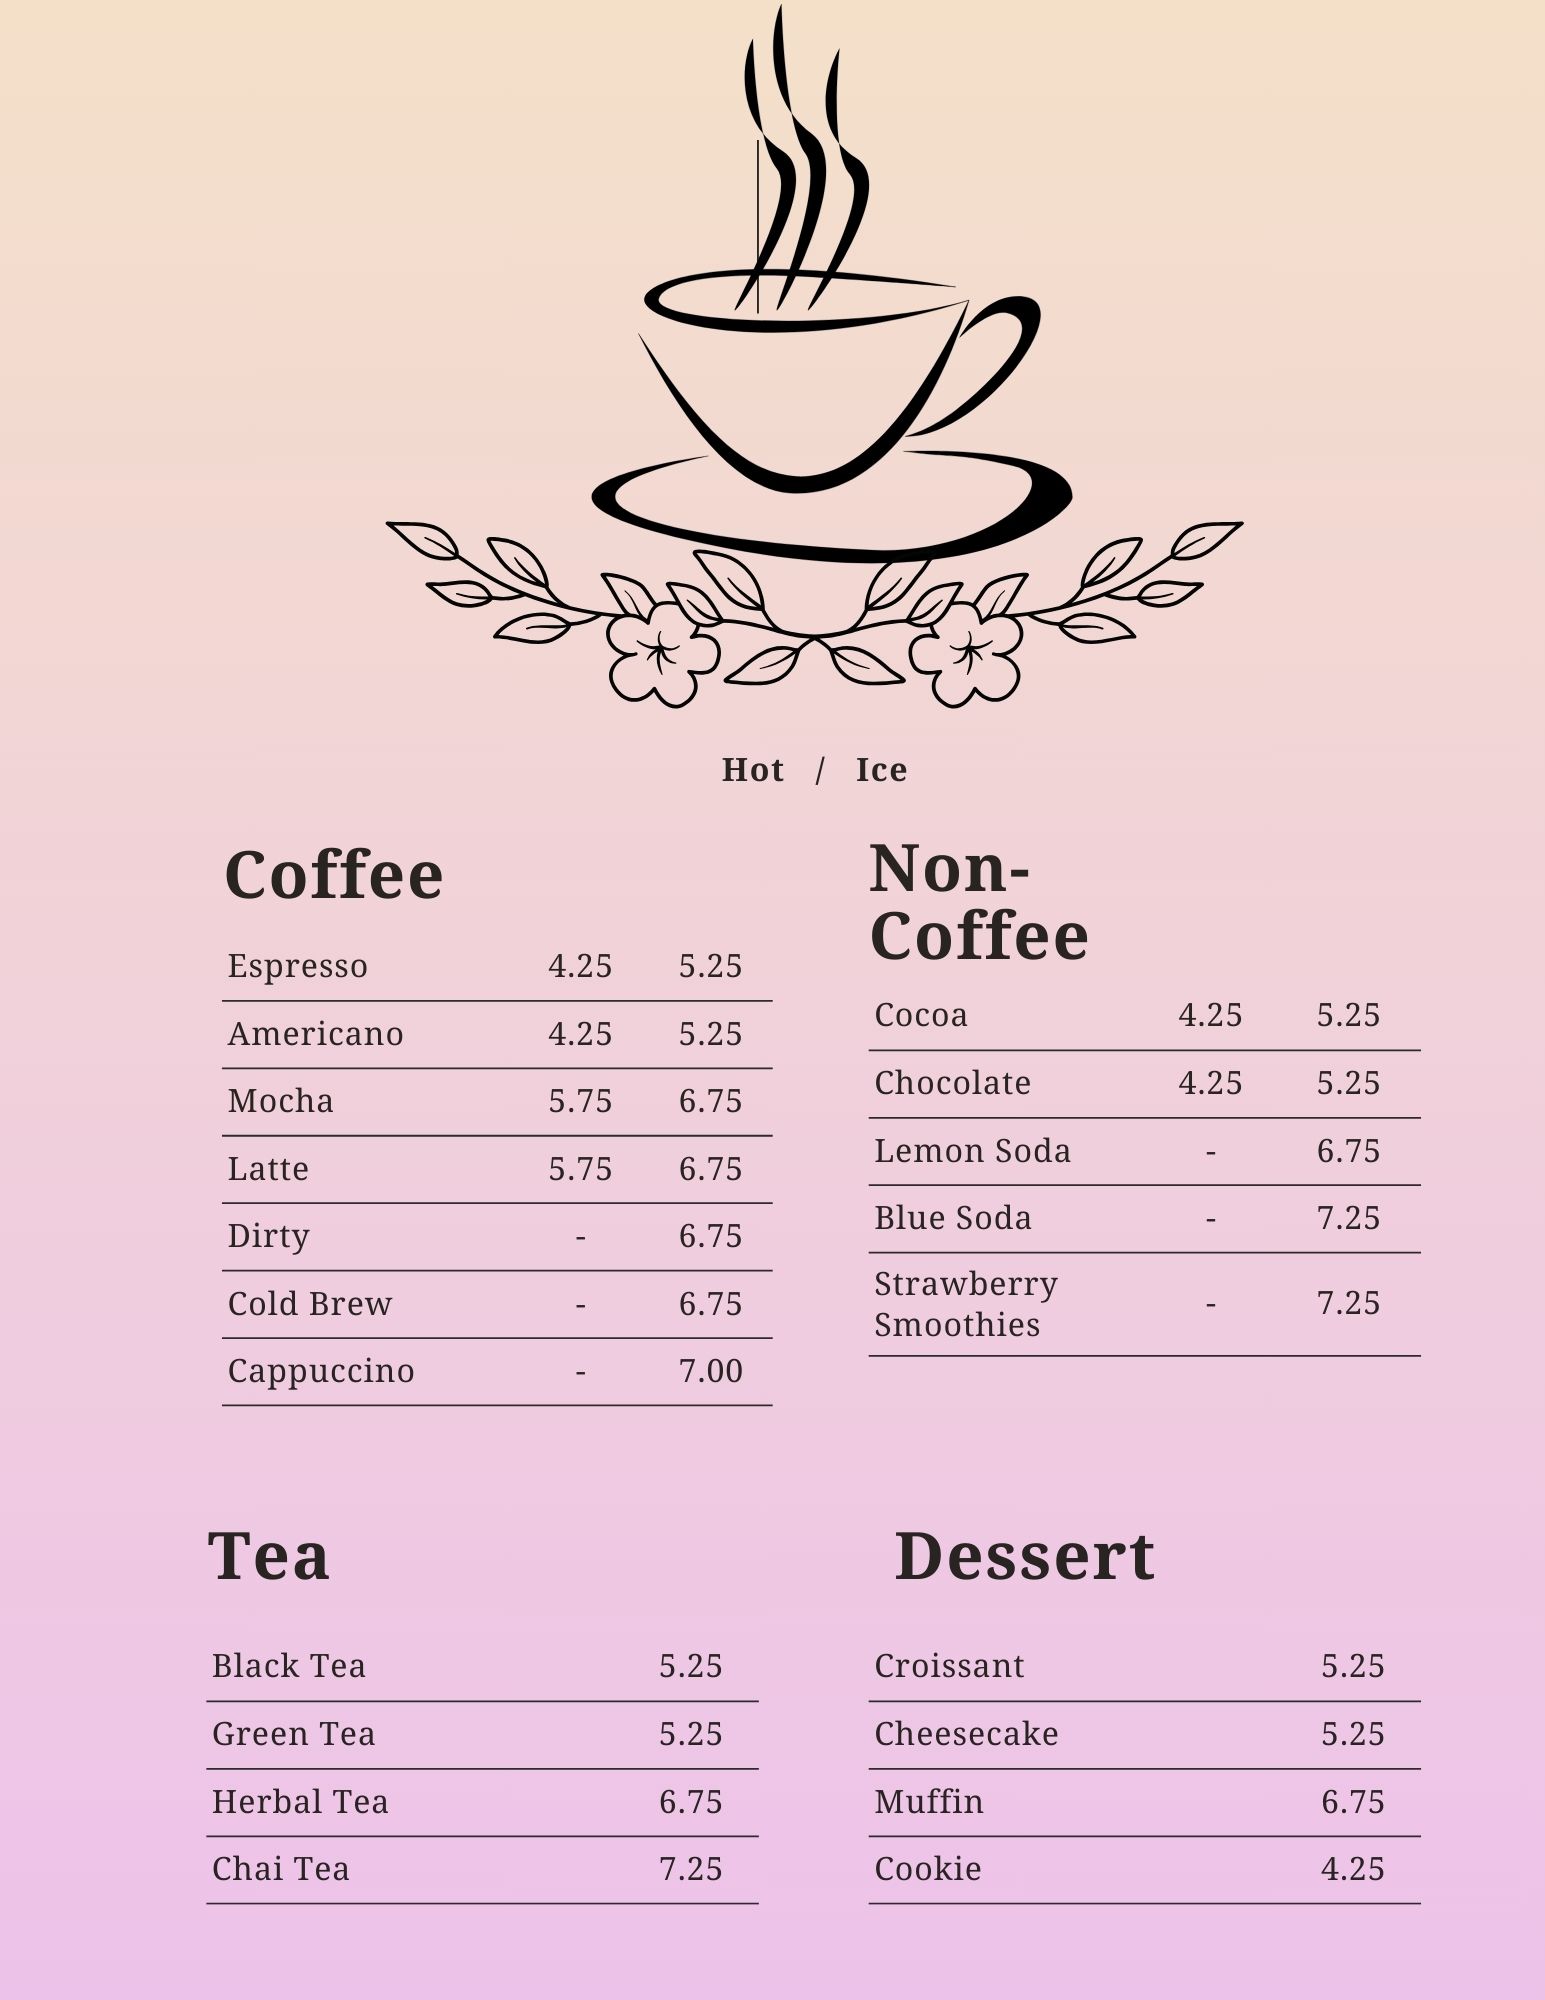 Hot / Ice
Coffee
Espresso 4.25 5.25
Americano 4.25 5.25
Mocha 5.75 6.75
Latte 5.75 6.75
Dirty - 6.75
Cold Brew - 6.75
Cappuccino - 7.00
Non-
Coffee
Cocoa 4.25 5.25
Chocolate 4.25 5.25
Lemon Soda - 6.75
Blue Soda - 7.25
Strawberry
Smoothies - 7.25
Tea
Black Tea 5.25
Green Tea 5.25
Herbal Tea 6.75
Chai Tea 7.25
Dessert
Croissant 5.25
Cheesecake 5.25
Muffin 6.75
Cookie 4.25